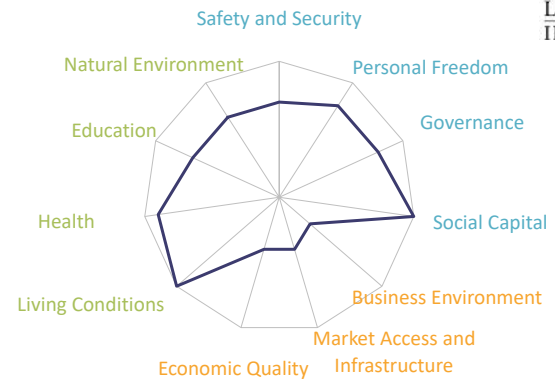 Safety and Security
Natural Environment
Personal Freedom
Education
Governance
Health
Social Capital
Living Conditions
Business Environment
Market Access and
Infrastructure
Economic Quality